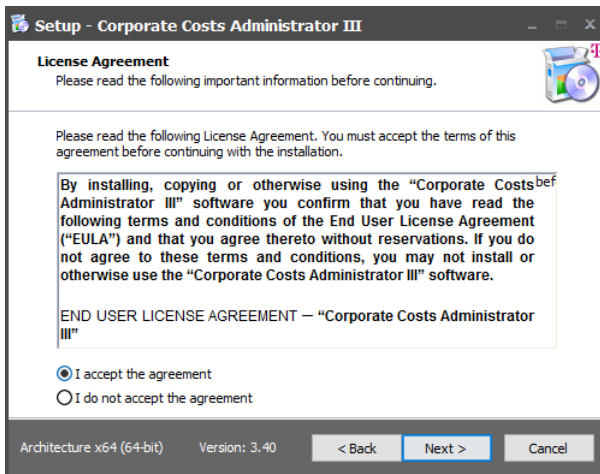 Setup - Corporate Costs Administrator III
License Agreement
Please read the following important information before continuing.
T
Please read the following License Agreement. You must accept the terms of this
agreement before continuing with the installation.
By installing, copying or otherwise using the “Corporate Costs bef
Administrator III” software you confirm that you have read the
following terms and conditions of the End User License Agreement
(“EULA”) and that you agree thereto without reservations. If you do
not agree to these terms and conditions, you may not install or
otherwise use the “Corporate Costs Administrator III” software.
END USER LICENSE AGREEMENT – “Corporate Costs Administrator
III”
I accept the agreement
I do not accept the agreement
Architecture x64 (64-bit) Version: 3.40 < Back Next > Cancel